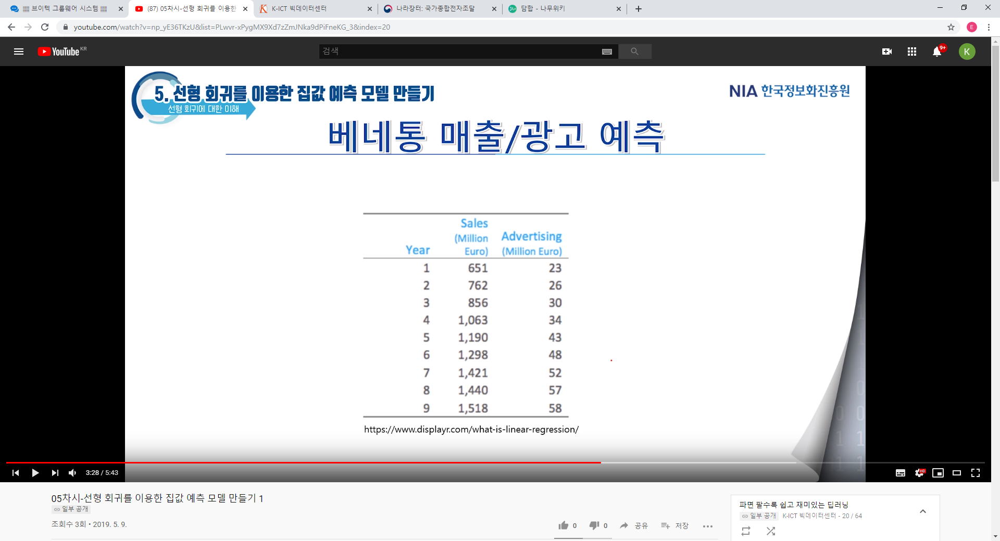 브이텍 그룹웨어 시스템
(87) 05차시-선형 회귀를 이용한
K-ICT 빅데이터센터
나라장터: 국가종합전자조달
담합 - 나무위키
youtube.com/watch?v=np_yE36TKzU&list=PLwvr-xPygMX9Xd7zZmJNka9dPiFneKG_3&index=20
E
YouTube KR
검색
9+
K
5. 선형 회귀를 이용한 집값 예측 모델 만들기
선형 회귀에 대한 이해
NIA 한국정보화진흥원
베네통 매출/광고 예측
Year Sales (Million Euro) Advertising (Million Euro)
1 651 23
2 762 26
3 856 30
4 1,063 34
5 1,190 43
6 1,298 48
7 1,421 52
8 1,440 57
9 1,518 58
https://www.displayr.com/what-is-linear-regression/
3:28 / 5:43
HD
05차시-선형 회귀를 이용한 집값 예측 모델 만들기 1
일부 공개
조회수 3회 • 2019. 5. 9.
0 0 공유 저장
파면 팔수록 쉽고 재미있는 딥러닝
일부 공개 K-ICT 빅데이터센터 - 20 / 64